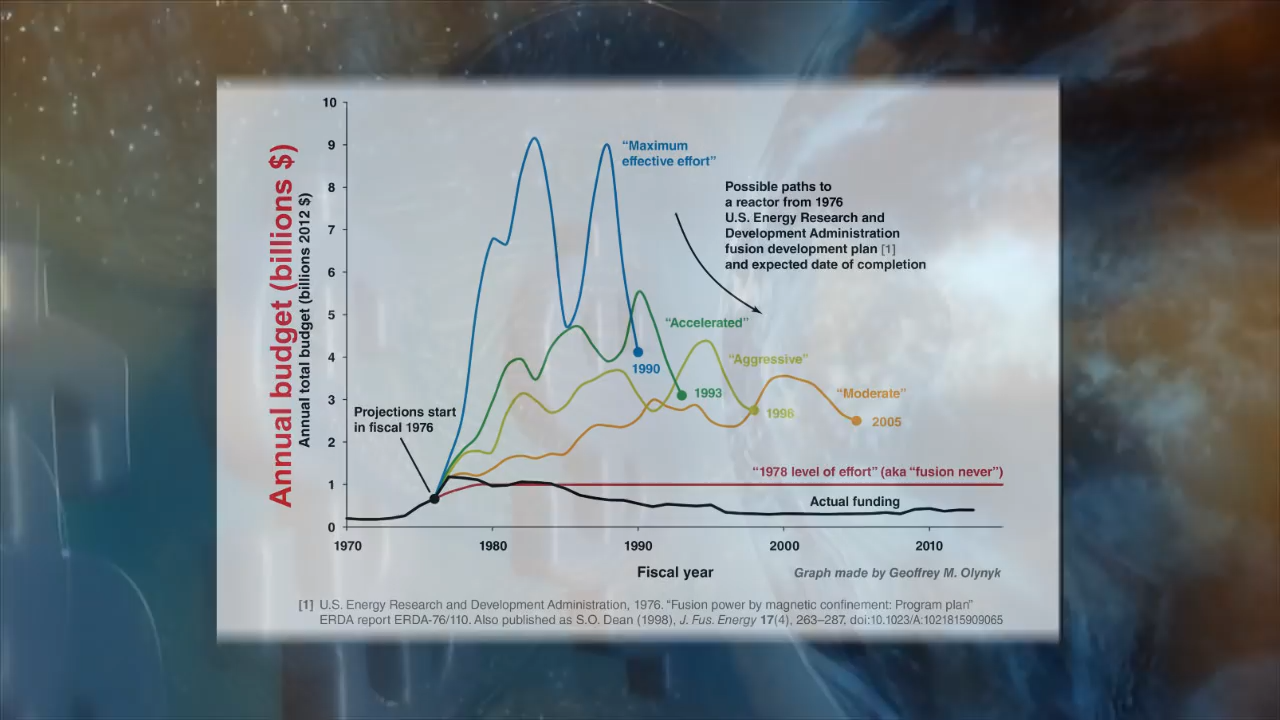 Annual budget (billions $)
Annual total budget (billions 2012 $)
10
9
8
7
6
5
4
3
2
1
0
1970
1980
1990
2000
2010
Fiscal year
“Maximum
effective effort”
Possible paths to
a reactor from 1976
U.S. Energy Research and
Development Administration
fusion development plan [1]
and expected date of completion
“Accelerated”
“Aggressive”
“Moderate”
1990
1993
1996
2005
Projections start
in fiscal 1976
“1978 level of effort” (aka “fusion never”)
Actual funding
Graph made by Geoffrey M. Olynyk
[1] U.S. Energy Research and Development Administration, 1976. “Fusion power by magnetic confinement: Program plan”
ERDA report ERDA-76/110. Also published as S.O. Dean (1998), J. Fus. Energy 17(4), 263–287, doi:10.1023/A:1021815909065